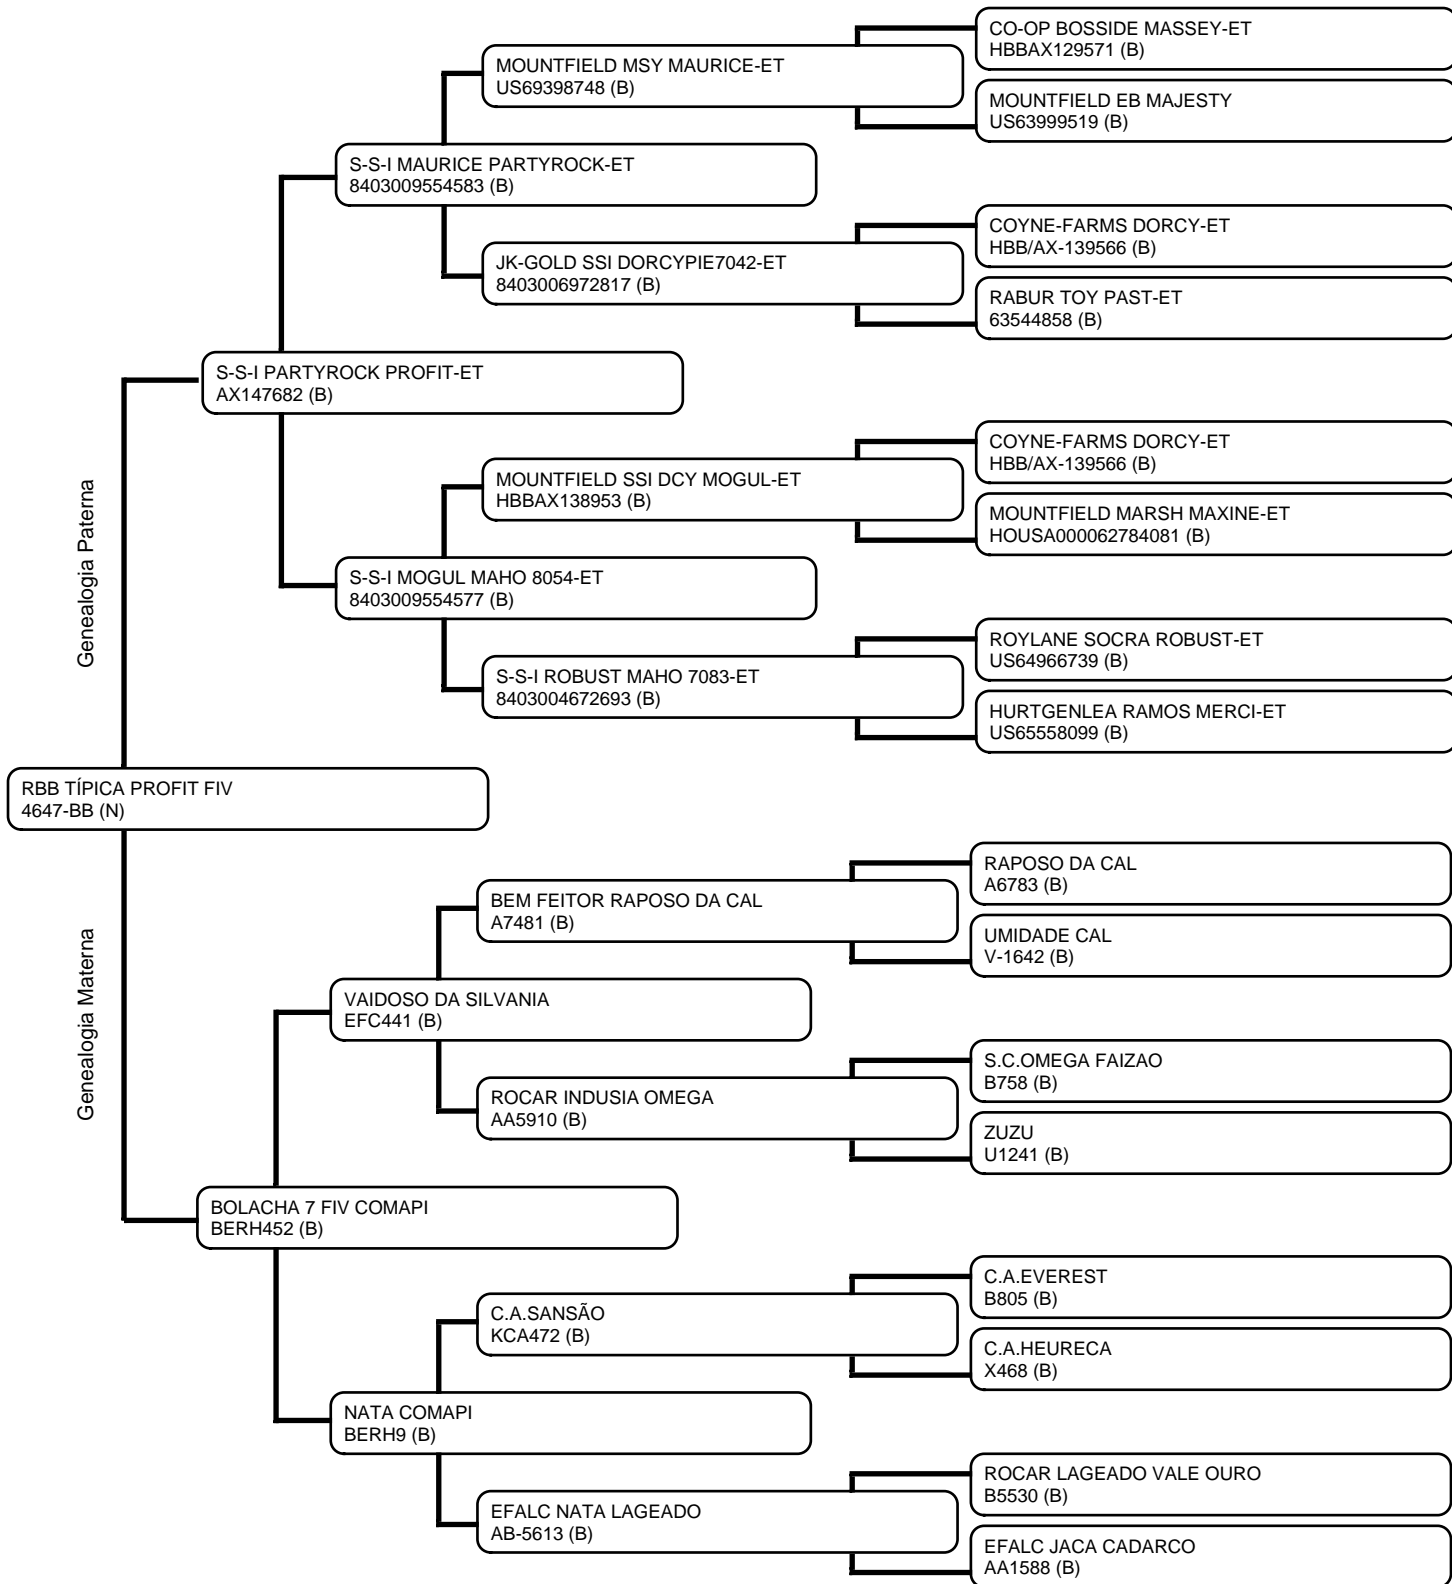 CO-OP BOSSIDE MASSEY-ET
HBBAX129571 (B)
MOUNTFIELD MSY MAURICE-ET
US69398748 (B)
MOUNTFIELD EB MAJESTY
US63999519 (B)
S-S-I MAURICE PARTYROCK-ET
8403009554583 (B)
COYNE-FARMS DORCY-ET
HBB/AX-139566 (B)
JK-GOLD SSI DORCYPIE7042-ET
8403006972817 (B)
RABUR TOY PAST-ET
63544858 (B)
S-S-I PARTYROCK PROFIT-ET
AX147682 (B)
COYNE-FARMS DORCY-ET
HBB/AX-139566 (B)
MOUNTFIELD SSI DCY MOGUL-ET
HBBAX138953 (B)
MOUNTFIELD MARSH MAXINE-ET
HOUSA000062784081 (B)
Genealogia Paterna
S-S-I MOGUL MAHO 8054-ET
8403009554577 (B)
ROYLANE SOCRA ROBUST-ET
US64966739 (B)
S-S-I ROBUST MAHO 7083-ET
8403004672693 (B)
HURTGENLEA RAMOS MERCI-ET
US65558099 (B)
RBB TÍPICA PROFIT FIV
4647-BB (N)
RAPOSO DA CAL
A6783 (B)
BEM FEITOR RAPOSO DA CAL
A7481 (B)
UMIDADE CAL
V-1642 (B)
Genealogia Materna
VAIDOSO DA SILVANIA
EFC441 (B)
S.C.OMEGA FAIZAO
B758 (B)
ROCAR INDUSIA OMEGA
AA5910 (B)
ZUZU
U1241 (B)
BOLACHA 7 FIV COMAPI
BERH452 (B)
C.A.EVEREST
B805 (B)
C.A.SANSÃO
KCA472 (B)
C.A.HEURECA
X468 (B)
NATA COMAPI
BERH9 (B)
ROCAR LAGEADO VALE OURO
B5530 (B)
EFALC NATA LAGEADO
AB-5613 (B)
EFALC JACA CADARCO
AA1588 (B)